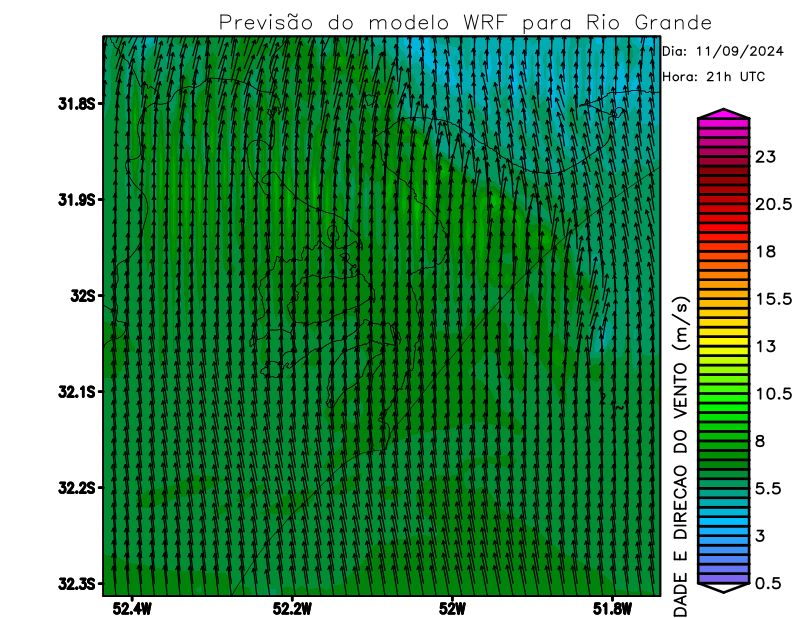 Previsão do modelo WRF para Rio Grande
Dia: 11/09/2024
Hora: 21h UTC
31.8S
31.9S
32S
32.1S
32.2S
32.3S
52.4W
52.2W
52W
51.8W
DADE E DIRECAO DO VENTO (m/s)
23
20.5
18
15.5
13
10.5
8
5.5
3
0.5